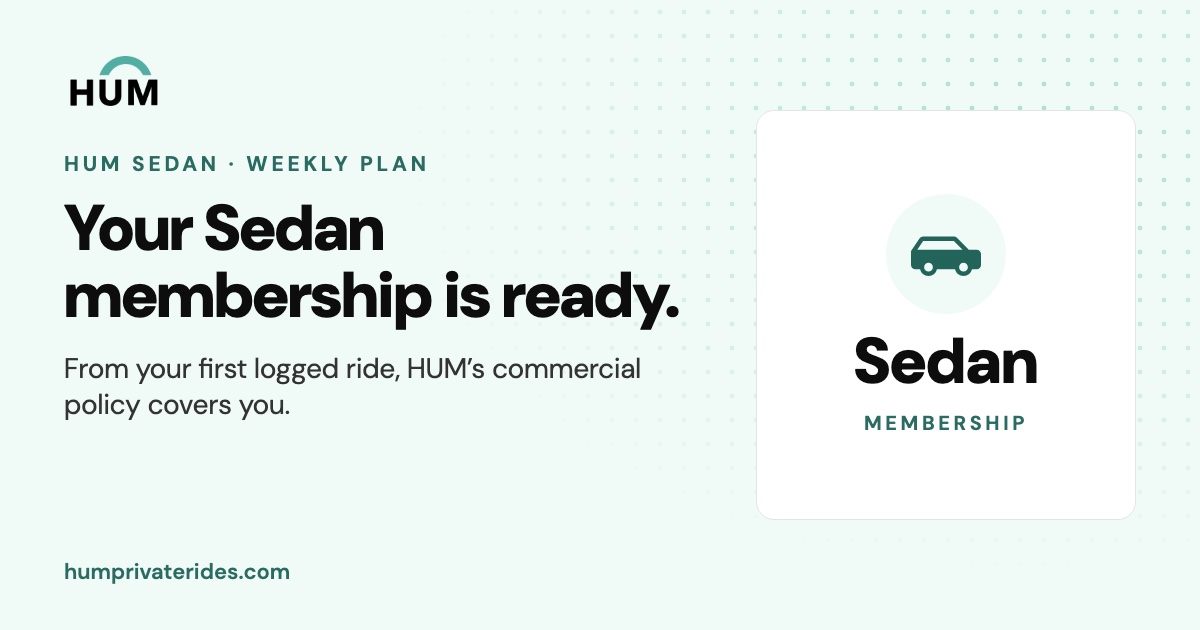 HUM
HUM SEDAN · WEEKLY PLAN
Your Sedan
membership is ready.
From your first logged ride, HUM’s commercial
policy covers you.
humprivaterides.com
Sedan
MEMBERSHIP